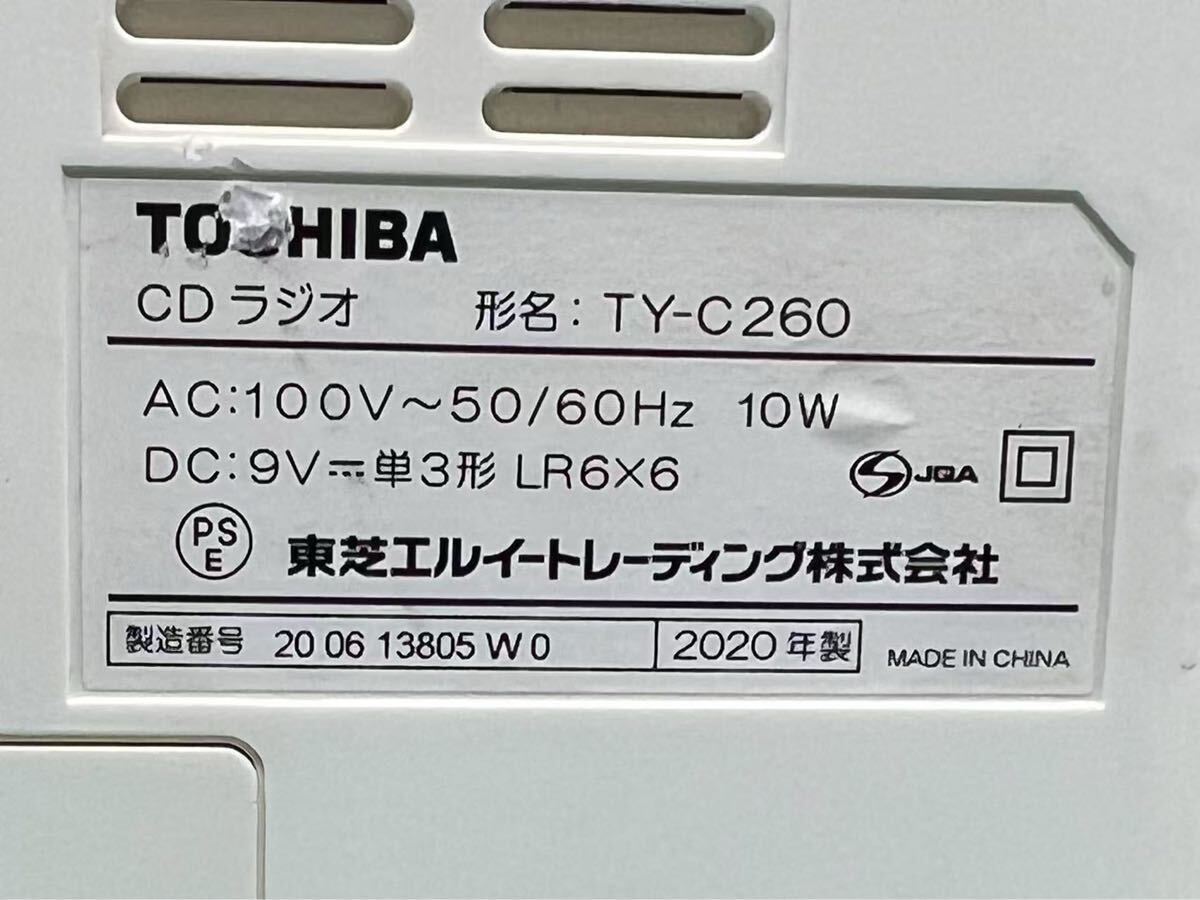 TOSHIBA
CDラジオ 形名：TY-C260
AC:100V～50/60Hz 10W
DC:9V⎓単3形 LR6×6
JQA
PS
E
東芝エルイートレーディング株式会社
製造番号 20 06 13805 W 0 2020年製 MADE IN CHINA